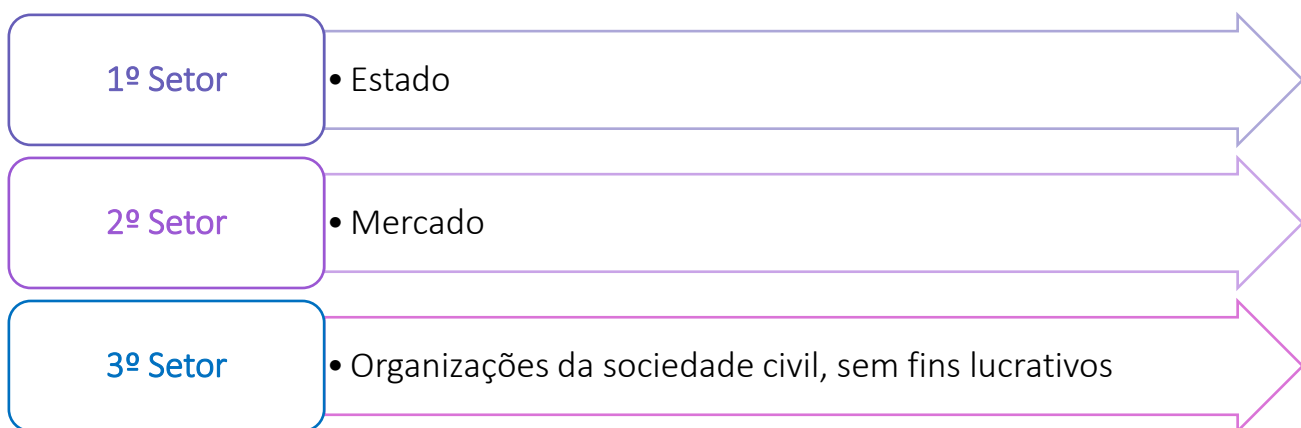 1º Setor
• Estado
2º Setor
• Mercado
3º Setor
• Organizações da sociedade civil, sem fins lucrativos